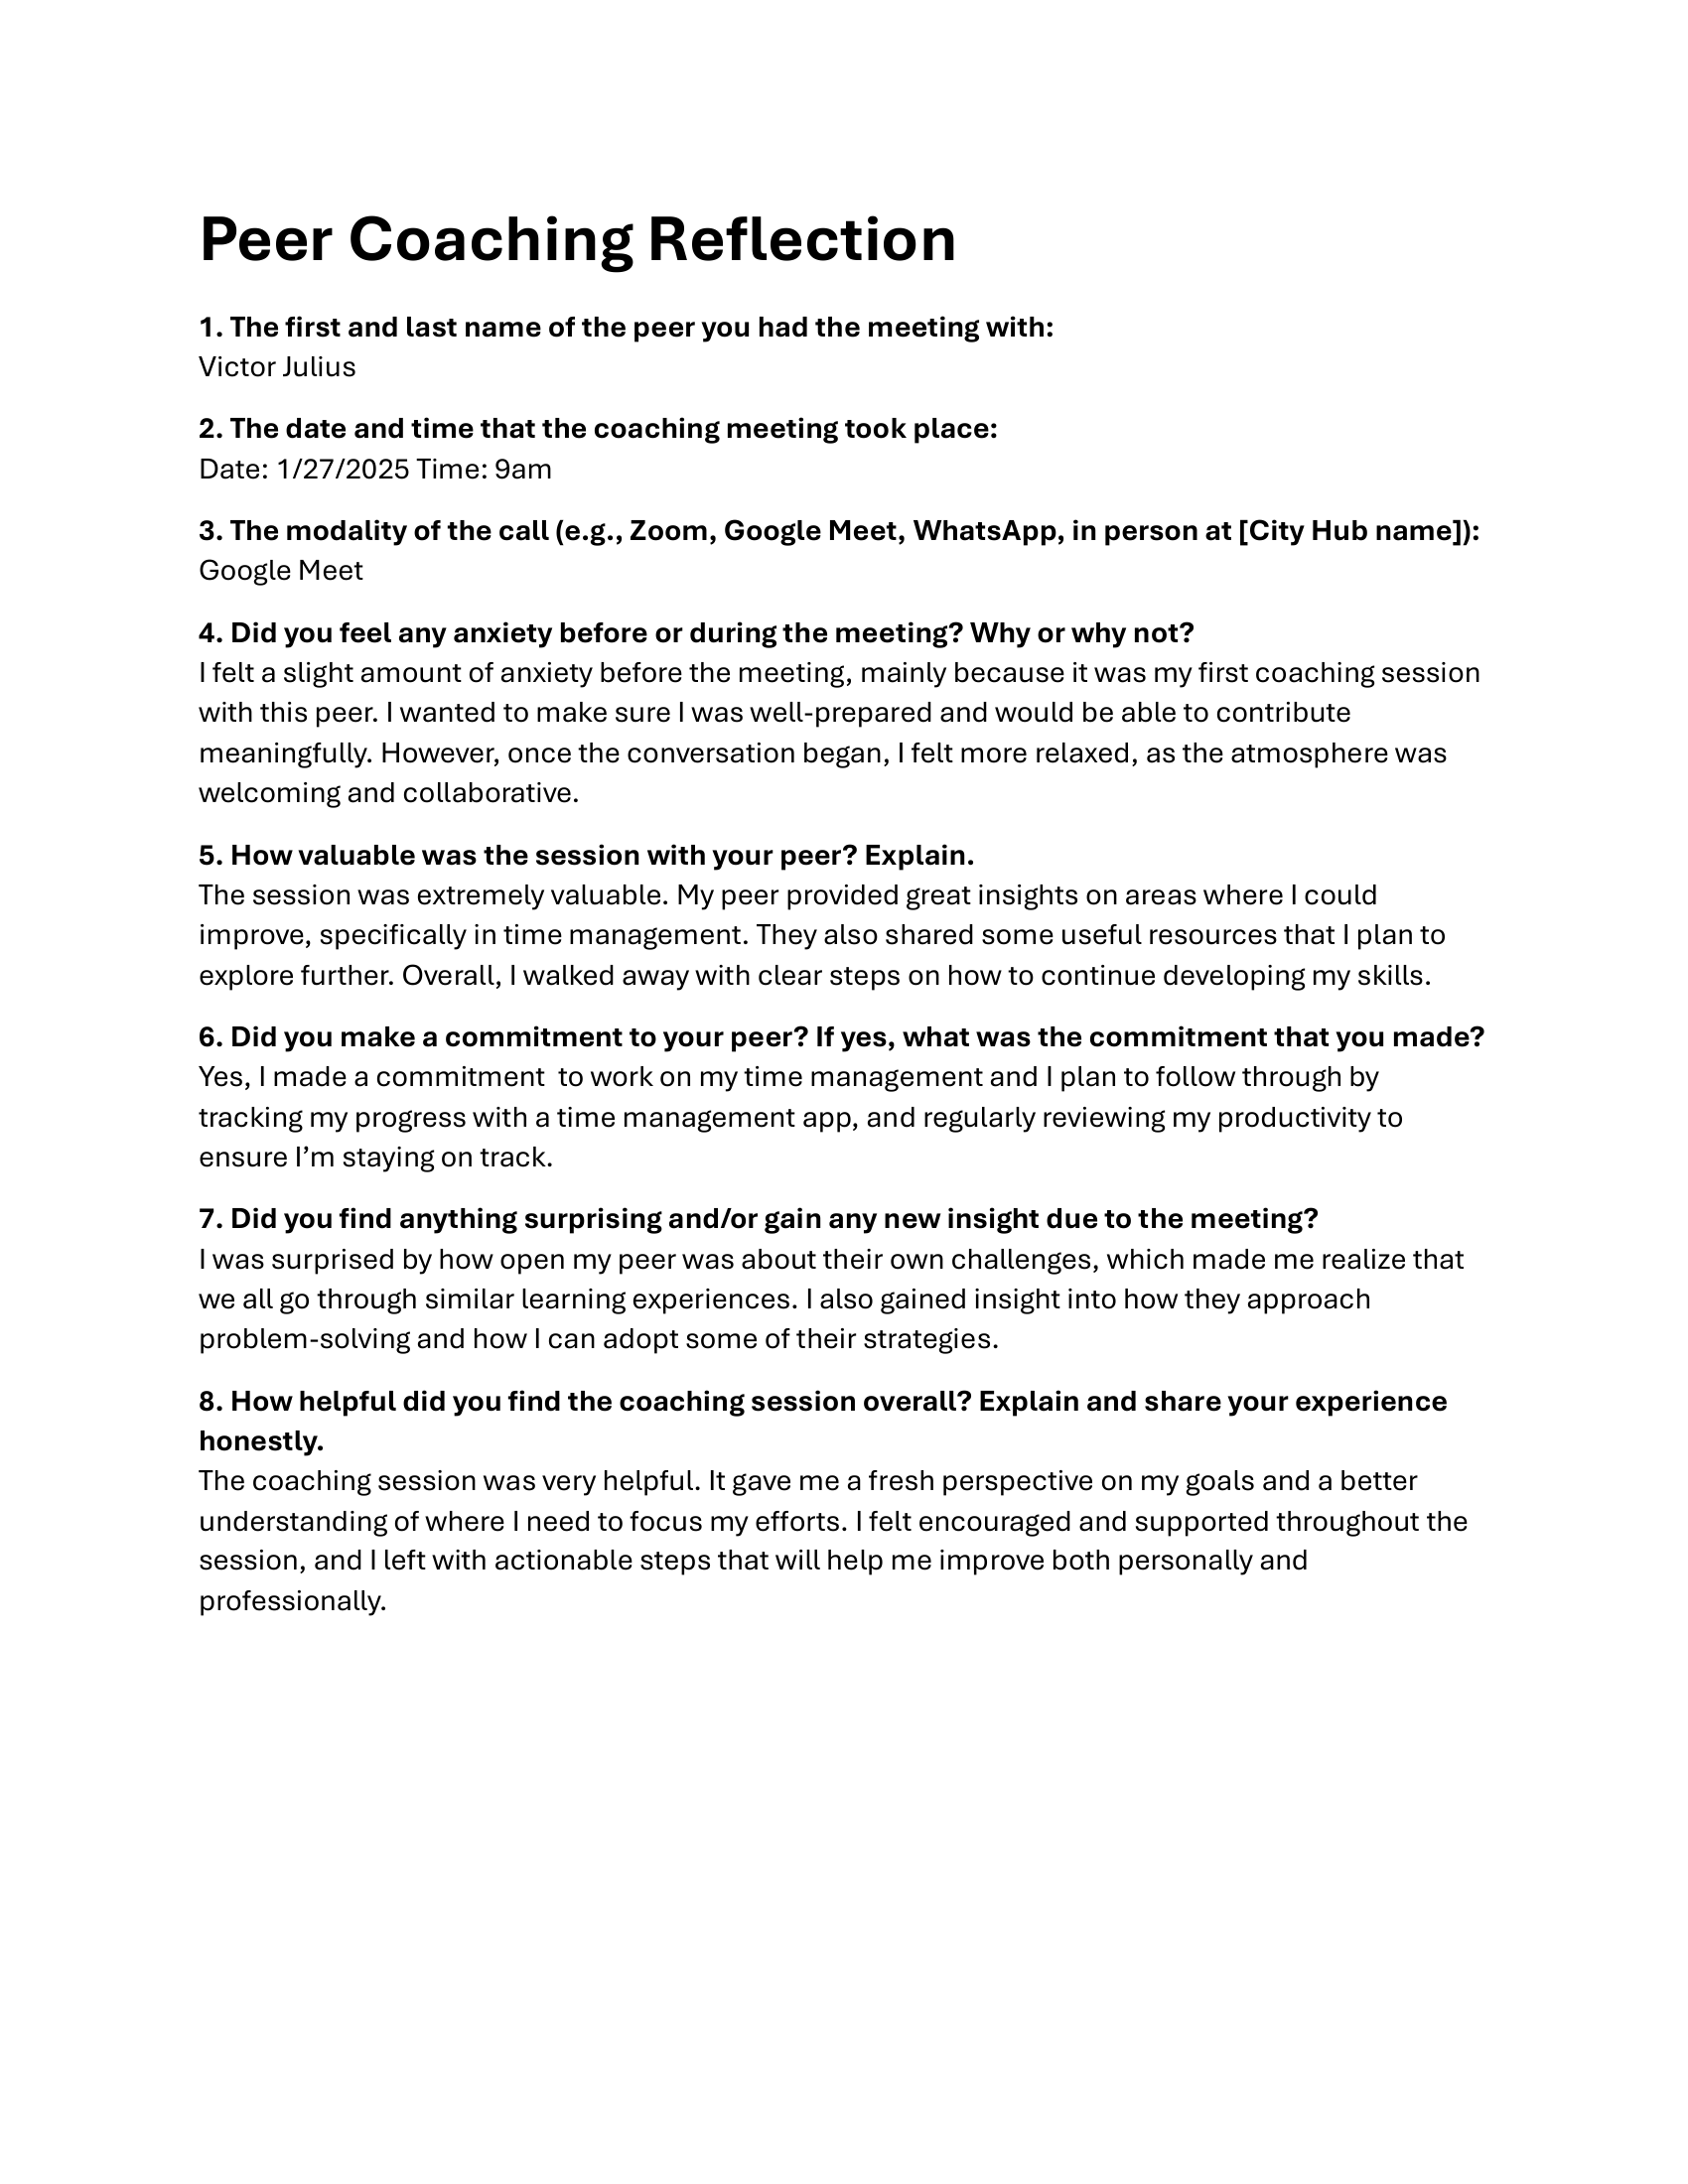 Peer Coaching Reflection
1. The first and last name of the peer you had the meeting with:
Victor Julius
2. The date and time that the coaching meeting took place:
Date: 1/27/2025 Time: 9am
3. The modality of the call (e.g., Zoom, Google Meet, WhatsApp, in person at [City Hub name]):
Google Meet
4. Did you feel any anxiety before or during the meeting? Why or why not?
I felt a slight amount of anxiety before the meeting, mainly because it was my first coaching session
with this peer. I wanted to make sure I was well-prepared and would be able to contribute
meaningfully. However, once the conversation began, I felt more relaxed, as the atmosphere was
welcoming and collaborative.
5. How valuable was the session with your peer? Explain.
The session was extremely valuable. My peer provided great insights on areas where I could
improve, specifically in time management. They also shared some useful resources that I plan to
explore further. Overall, I walked away with clear steps on how to continue developing my skills.
6. Did you make a commitment to your peer? If yes, what was the commitment that you made?
Yes, I made a commitment  to work on my time management and I plan to follow through by
tracking my progress with a time management app, and regularly reviewing my productivity to
ensure I’m staying on track.
7. Did you find anything surprising and/or gain any new insight due to the meeting?
I was surprised by how open my peer was about their own challenges, which made me realize that
we all go through similar learning experiences. I also gained insight into how they approach
problem-solving and how I can adopt some of their strategies.
8. How helpful did you find the coaching session overall? Explain and share your experience
honestly.
The coaching session was very helpful. It gave me a fresh perspective on my goals and a better
understanding of where I need to focus my efforts. I felt encouraged and supported throughout the
session, and I left with actionable steps that will help me improve both personally and
professionally.